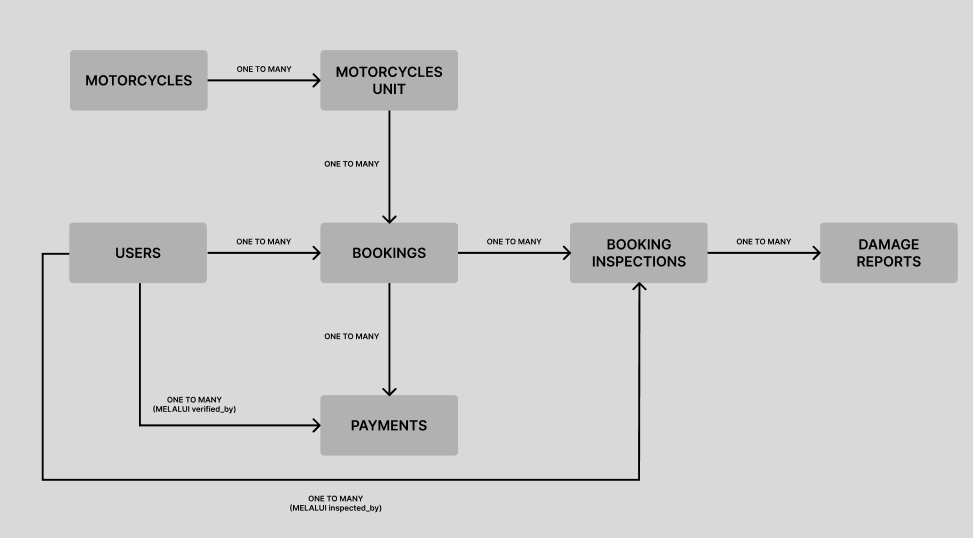 MOTORCYCLES
ONE TO MANY
MOTORCYCLES
UNIT
ONE TO MANY
USERS
ONE TO MANY
BOOKINGS
ONE TO MANY
BOOKING
INSPECTIONS
ONE TO MANY
DAMAGE
REPORTS
ONE TO MANY
ONE TO MANY
(MELALUI verified_by)
PAYMENTS
ONE TO MANY
(MELALUI inspected_by)